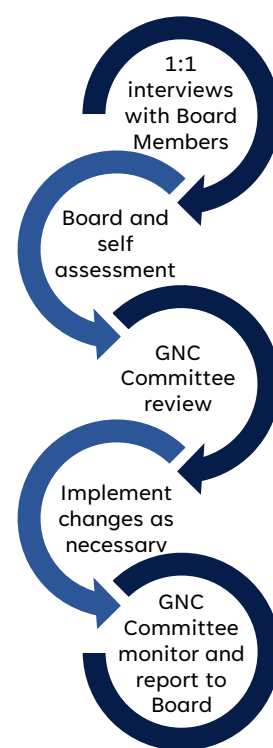 1:1
interviews
with Board
Members
Board and
self
assessment
GNC
Committee
review
Implement
changes as
necessary
GNC
Committee
monitor and
report to
Board